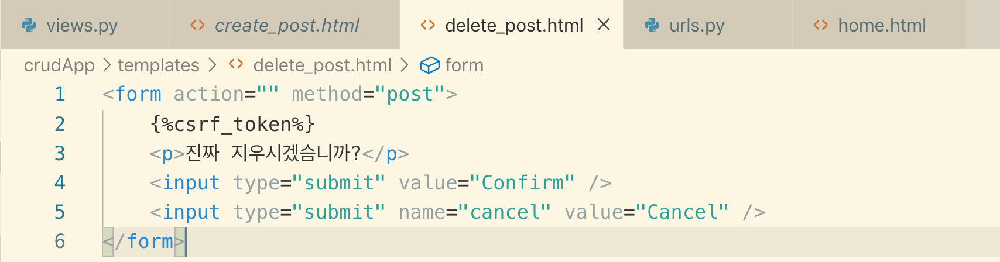 views.py create_post.html delete_post.html urls.py home.html
crudApp > templates > delete_post.html > form
1 <form action="" method="post">
2 {%csrf_token%}
3 <p>진짜 지우시겠슴니까?</p>
4 <input type="submit" value="Confirm" />
5 <input type="submit" name="cancel" value="Cancel" />
6 </form>